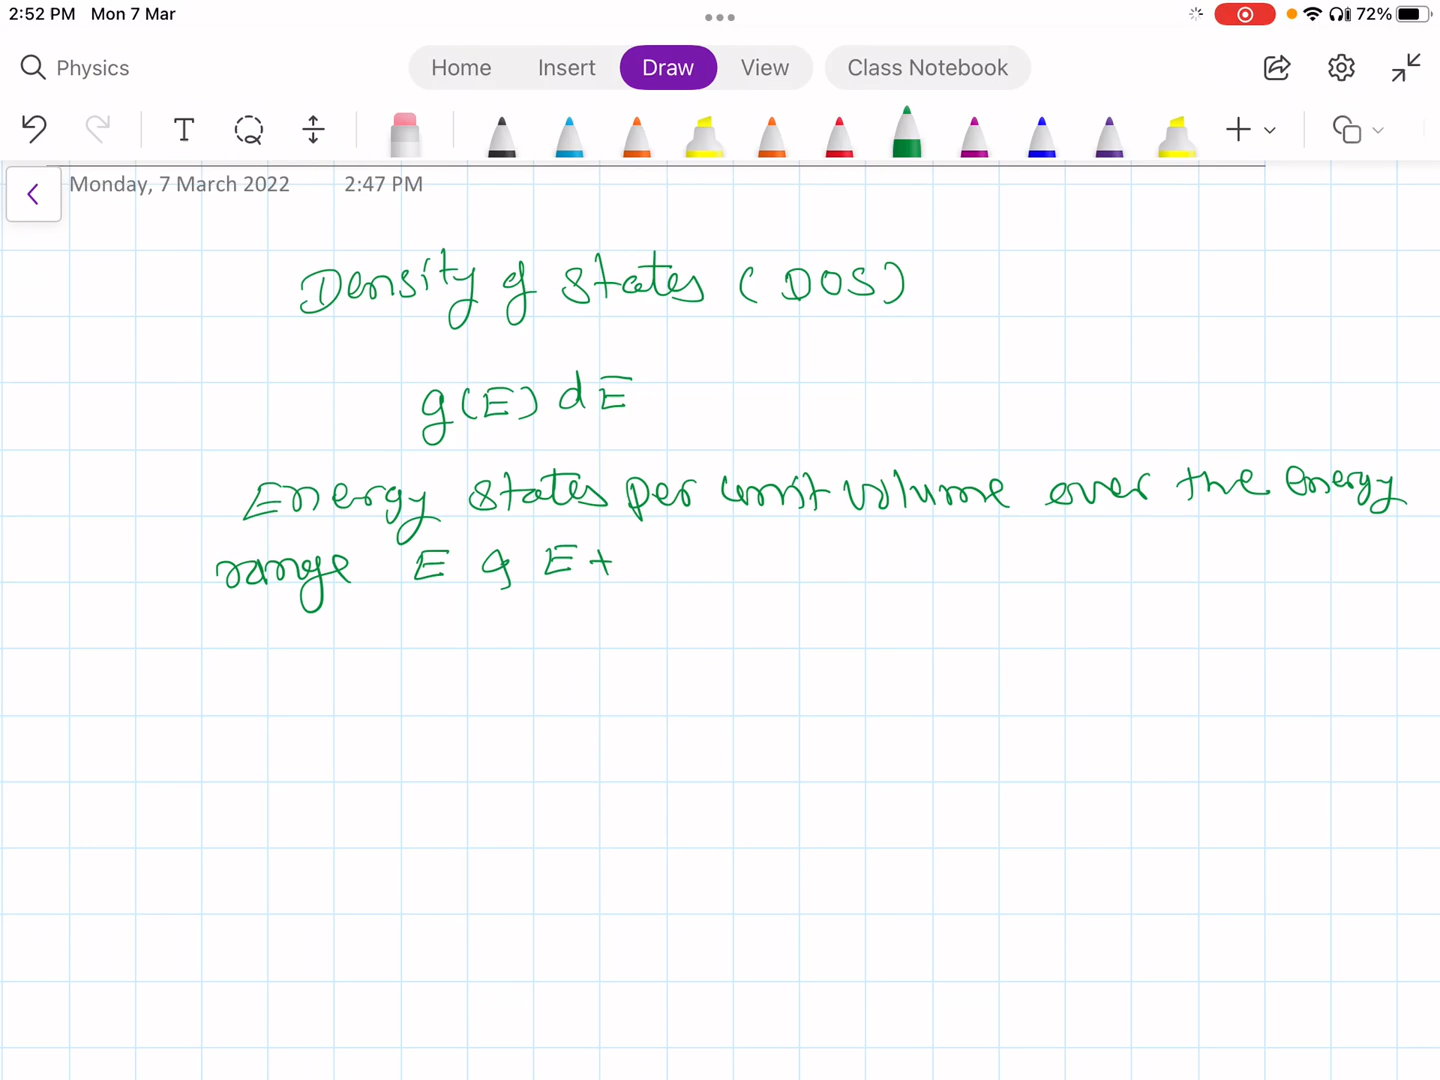 2:52 PM Mon 7 Mar
72%
Physics
Home Insert Draw View Class Notebook
T
Monday, 7 March 2022 2:47 PM
Density of states (DOS)
g(E) dE
Energy states per unit volume over the energy
range E & E +